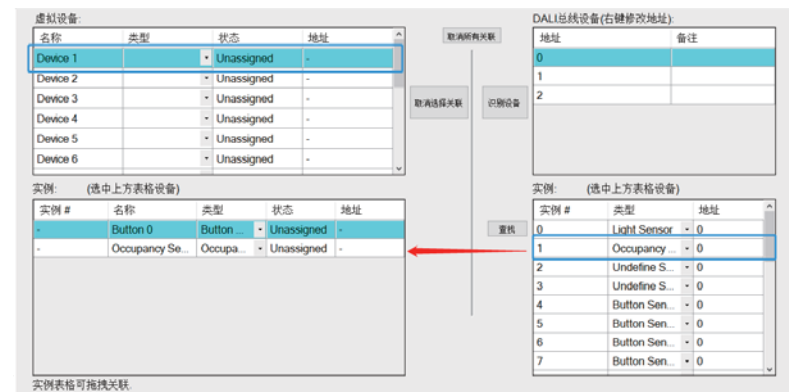 虚拟设备:
名称 类型 状态 地址
Device 1 Unassigned -
Device 2 Unassigned -
Device 3 Unassigned -
Device 4 Unassigned -
Device 5 Unassigned -
Device 6 Unassigned -
取消所有关联
取消选择关联
识别设备
DALI总线设备(右键修改地址):
地址 备注
0
1
2
实例: (选中上方表格设备)
实例 # 名称 类型 状态 地址
- Button 0 Button ... Unassigned -
- Occupancy Se... Occupa... Unassigned -
查找
实例: (选中上方表格设备)
实例 # 类型 地址
0 Light Sensor 0
1 Occupancy ... 0
2 Undefine S... 0
3 Undefine S... 0
4 Button Sen... 0
5 Button Sen... 0
6 Button Sen... 0
7 Button Sen... 0
实例表格可拖拽关联.